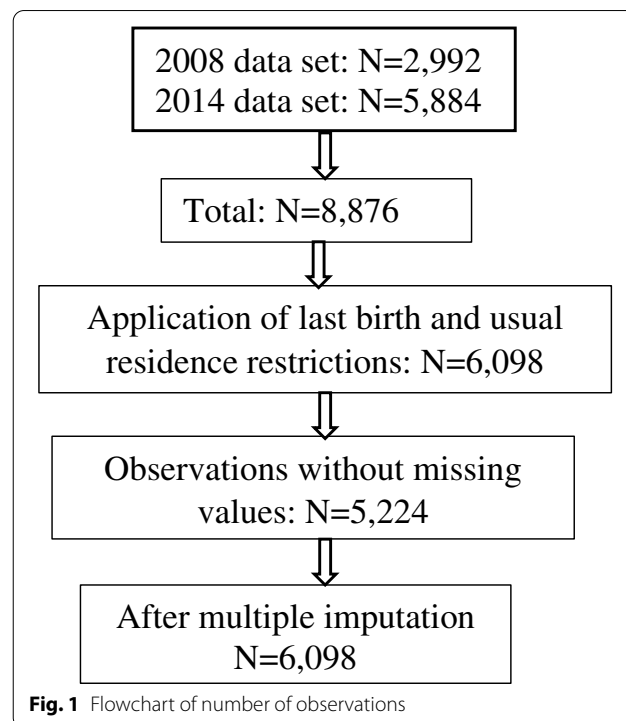 2008 data set: N=2,992
2014 data set: N=5,884
Total: N=8,876
Application of last birth and usual
residence restrictions: N=6,098
Observations without missing
values: N=5,224
After multiple imputation
N=6,098
Fig. 1 Flowchart of number of observations